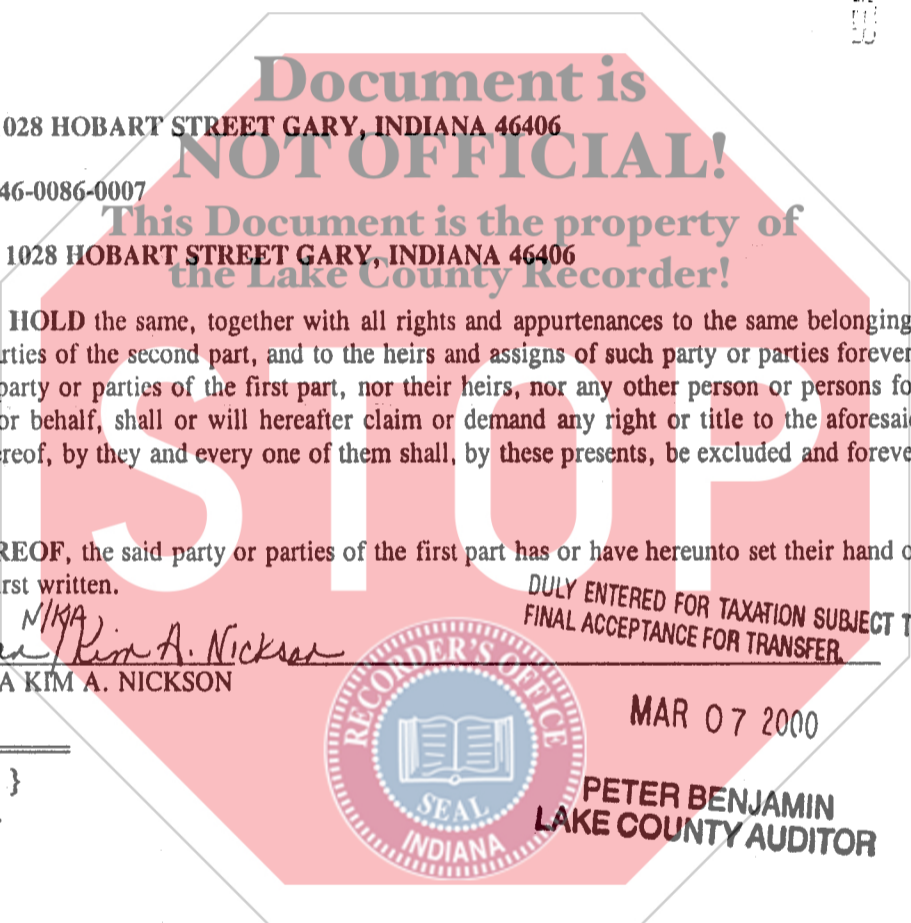 Document is
028 HOBART STREET GARY, INDIANA 46406
NOT OFFICIAL!
46-0086-0007
This Document is the property of
1028 HOBART STREET GARY, INDIANA 46406
the Lake County Recorder!
HOLD the same, together with all rights and appurtenances to the same belonging
rties of the second part, and to the heirs and assigns of such party or parties forever
party or parties of the first part, nor their heirs, nor any other person or persons fo
or behalf, shall or will hereafter claim or demand any right or title to the aforesai
ereof, by they and every one of them shall, by these presents, be excluded and foreve
STOP
REOF, the said party or parties of the first part has or have hereunto set their hand o
rst written.
DULY ENTERED FOR TAXATION SUBJECT T
FINAL ACCEPTANCE FOR TRANSFER.
N/K/A
/Kim A. Nickson
A KIM A. NICKSON
RECORDER'S OFFICE
SEAL
INDIANA
MAR 07 2000
}
PETER BENJAMIN
LAKE COUNTY AUDITOR